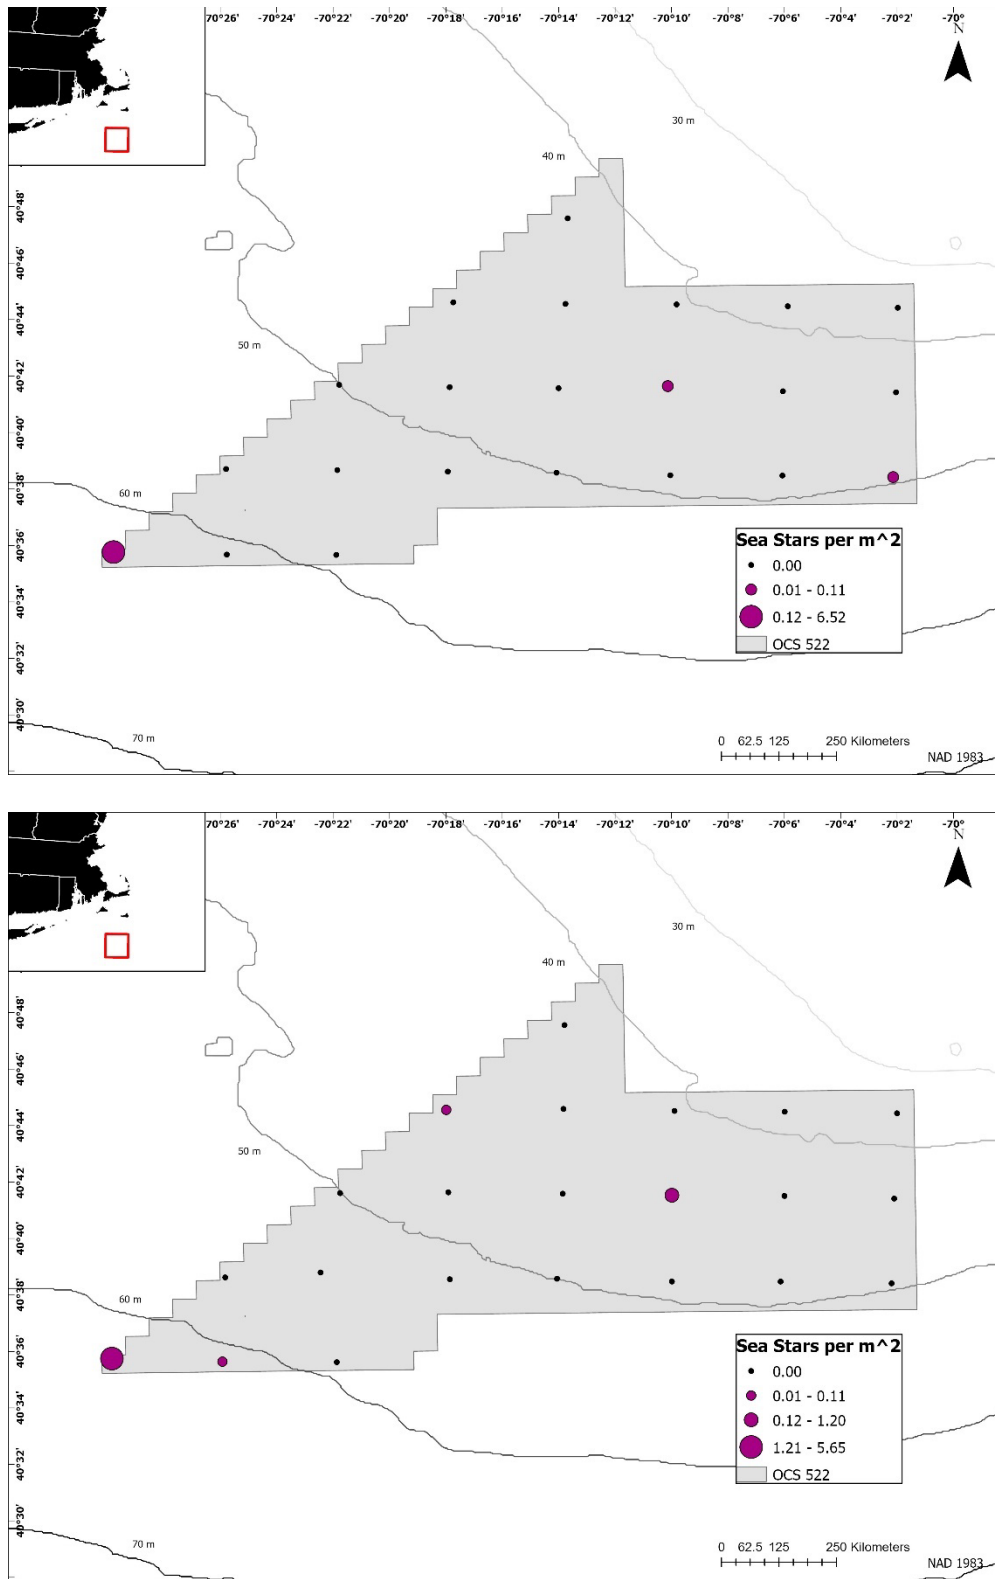 70°26' -70°24' -70°22' -70°20' -70°18' -70°16' -70°14' -70°12' -70°10' -70°8' -70°6' -70°4' -70°2' -70°
N
30 m
40 m
40°48'
40°46'
40°44'
50 m
40°42'
40°40'
40°38'
60 m
40°36'
Sea Stars per m^2
0.00
0.01 - 0.11
0.12 - 6.52
OCS 522
40°34'
40°32'
40°30'
70 m
0 62.5 125 250 Kilometers
NAD 1983
70°26' -70°24' -70°22' -70°20' -70°18' -70°16' -70°14' -70°12' -70°10' -70°8' -70°6' -70°4' -70°2' -70°
N
30 m
40 m
40°48'
40°46'
40°44'
50 m
40°42'
40°40'
40°38'
60 m
40°36'
Sea Stars per m^2
0.00
0.01 - 0.11
0.12 - 1.20
1.21 - 5.65
OCS 522
40°34'
40°32'
40°30'
70 m
0 62.5 125 250 Kilometers
NAD 1983